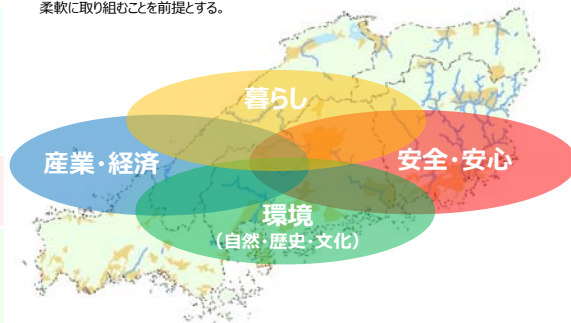 柔軟に取り組むことを前提とする。
暮らし
産業・経済
安全・安心
環境
（自然・歴史・文化）